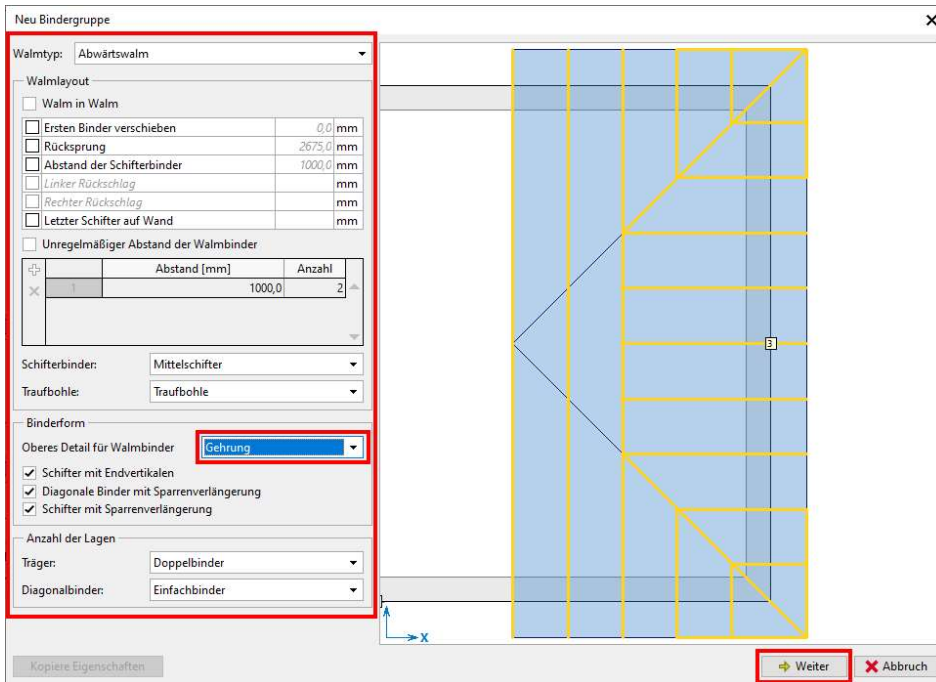 Neu Bindergruppe
Walmtyp: Abwärtswalm
Walmlayout
Walm in Walm
Ersten Binder verschieben 0,0 mm
Rücksprung 2675,0 mm
Abstand der Schifterbinder 1000,0 mm
Linker Rückschlag mm
Rechter Rückschlag mm
Letzter Schifter auf Wand mm
Unregelmäßiger Abstand der Walmbinder
Abstand [mm] Anzahl
1 1000,0 2
Schifterbinder: Mittelschifter
Traufbohle: Traufbohle
Binderform
Oberes Detail für Walmbinder Gehrung
Schifter mit Endvertikalen
Diagonale Binder mit Sparrenverlängerung
Schifter mit Sparrenverlängerung
Anzahl der Lagen
Träger: Doppelbinder
Diagonalbinder: Einfachbinder
3
X
Kopiere Eigenschaften
Weiter
Abbruch